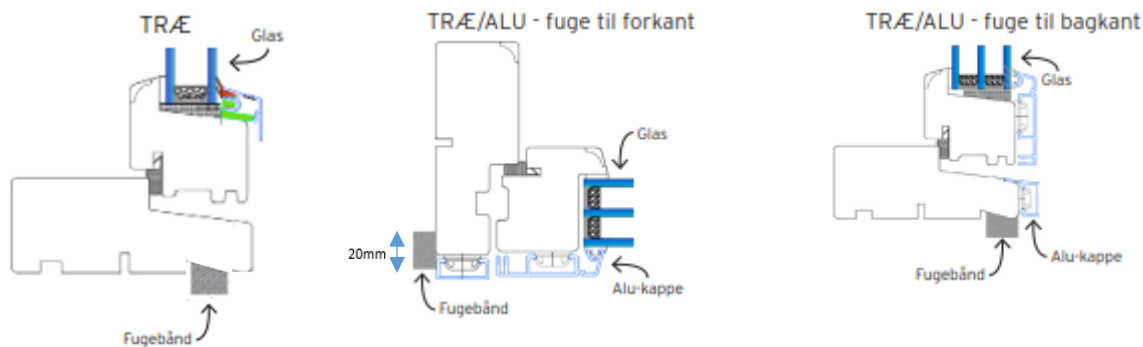 TRÆ
Glas
Fugebånd
TRÆ/ALU - fuge til forkant
Glas
20mm
Alu-kappe
Fugebånd
TRÆ/ALU - fuge til bagkant
Glas
Alu-kappe
Fugebånd